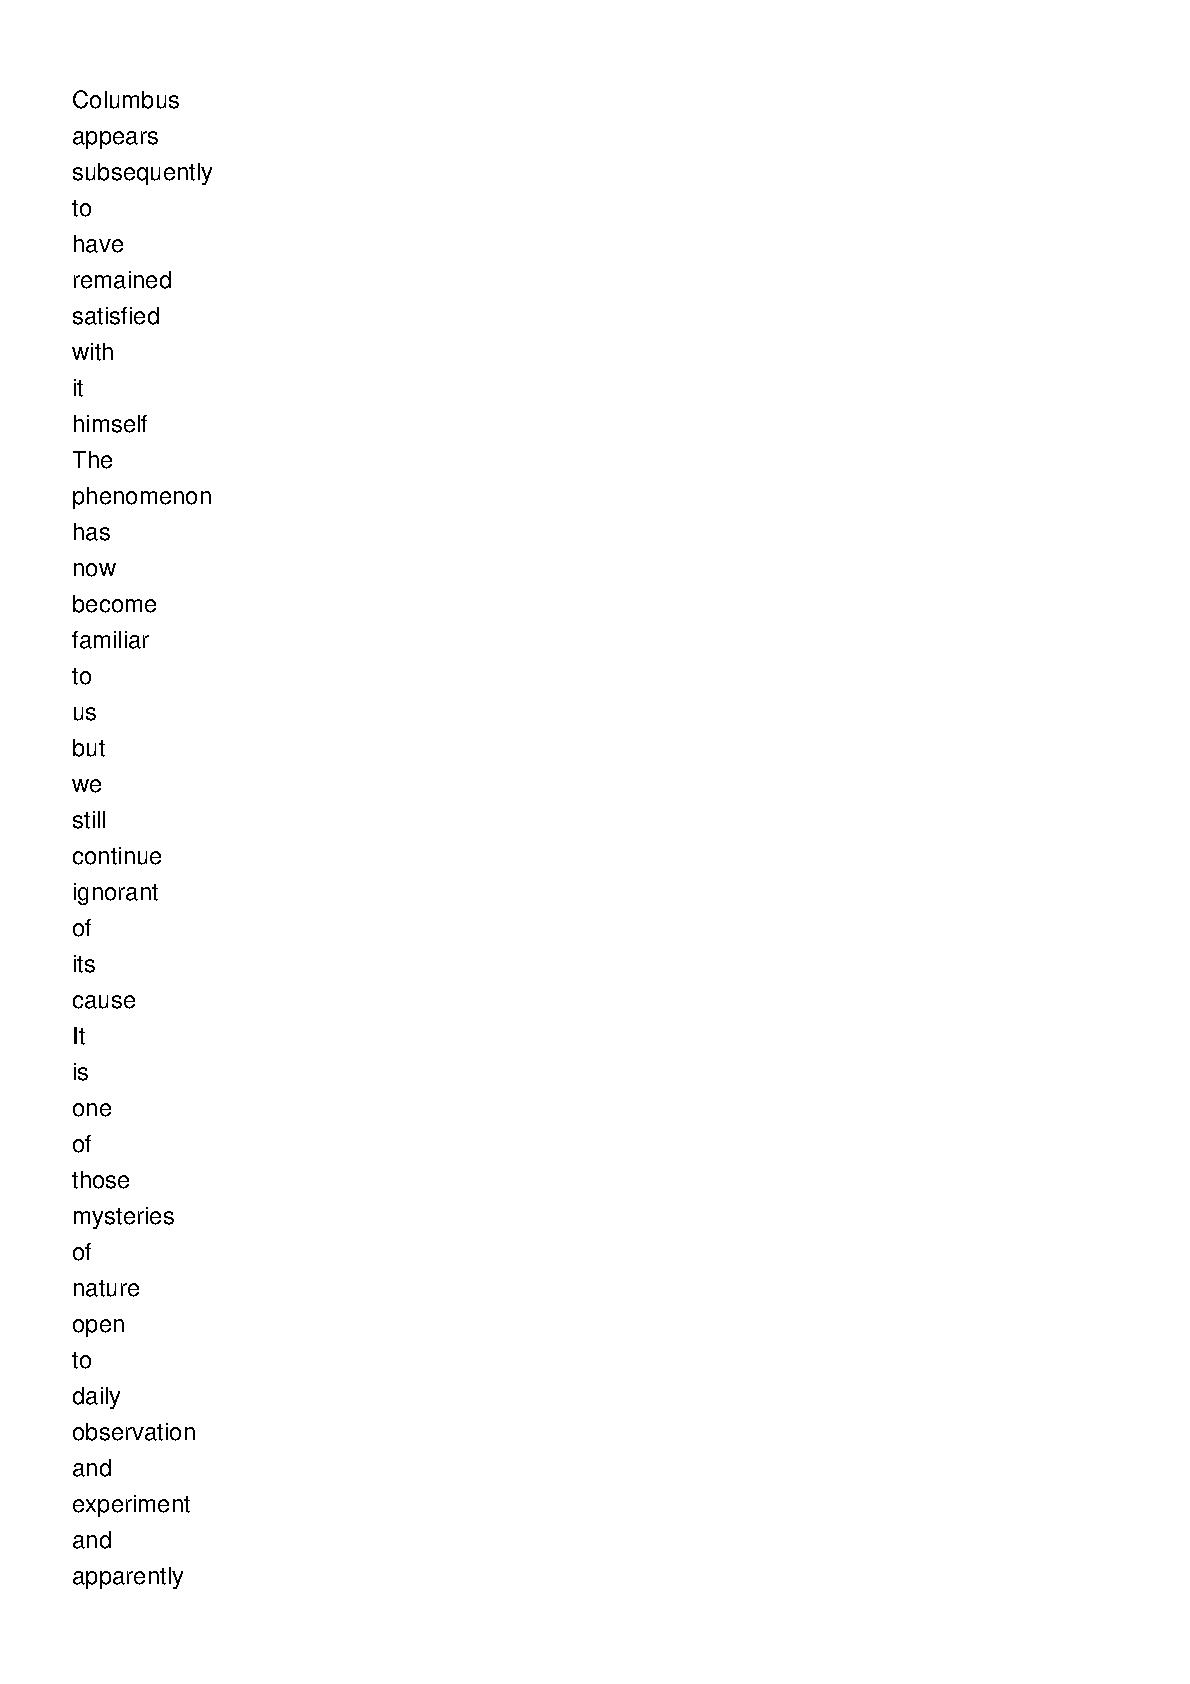 Columbus
appears
subsequently
to
have
remained
satisfied
with
it
himself
The
phenomenon
has
now
become
familiar
to
us
but
we
still
continue
ignorant
of
its
cause
It
is
one
of
those
mysteries
of
nature
open
to
daily
observation
and
experiment
and
apparently